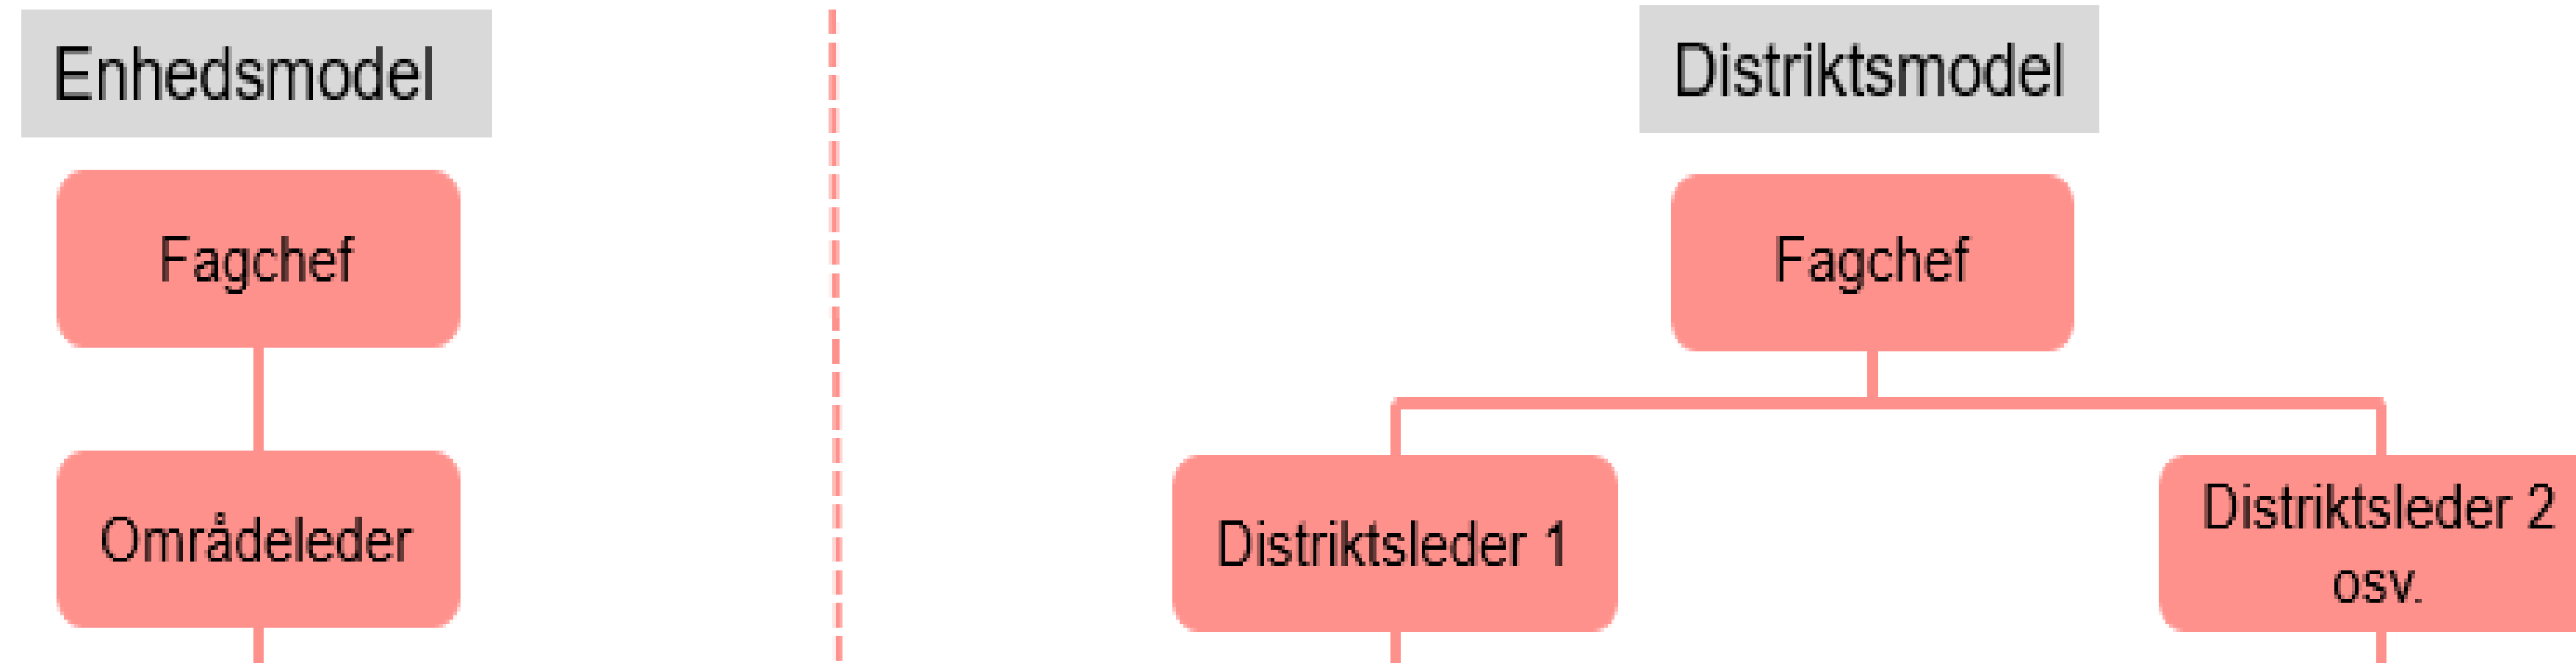 Enhedsmodel
Fagchef
Områdeleder
Distriktsmodel
Fagchef
Distriktsleder 1
Distriktsleder 2
osv.